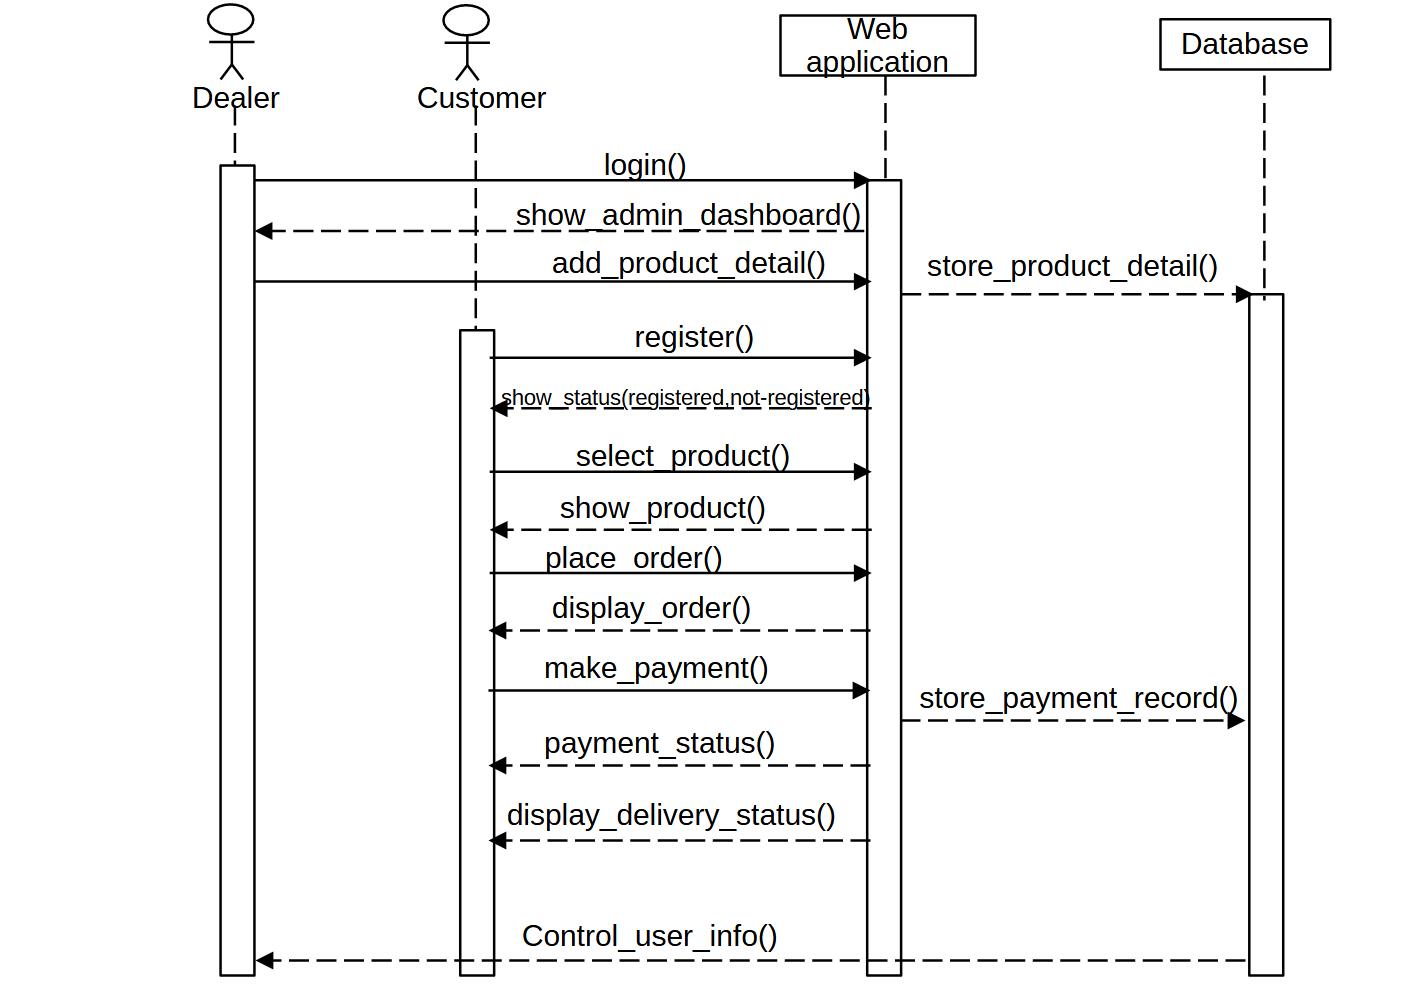 Dealer
Customer
Web
application
Database
login()
show_admin_dashboard()
add_product_detail()
store_product_detail()
register()
show_status(registered,not-registered)
select_product()
show_product()
place_order()
display_order()
make_payment()
store_payment_record()
payment_status()
display_delivery_status()
Control_user_info()